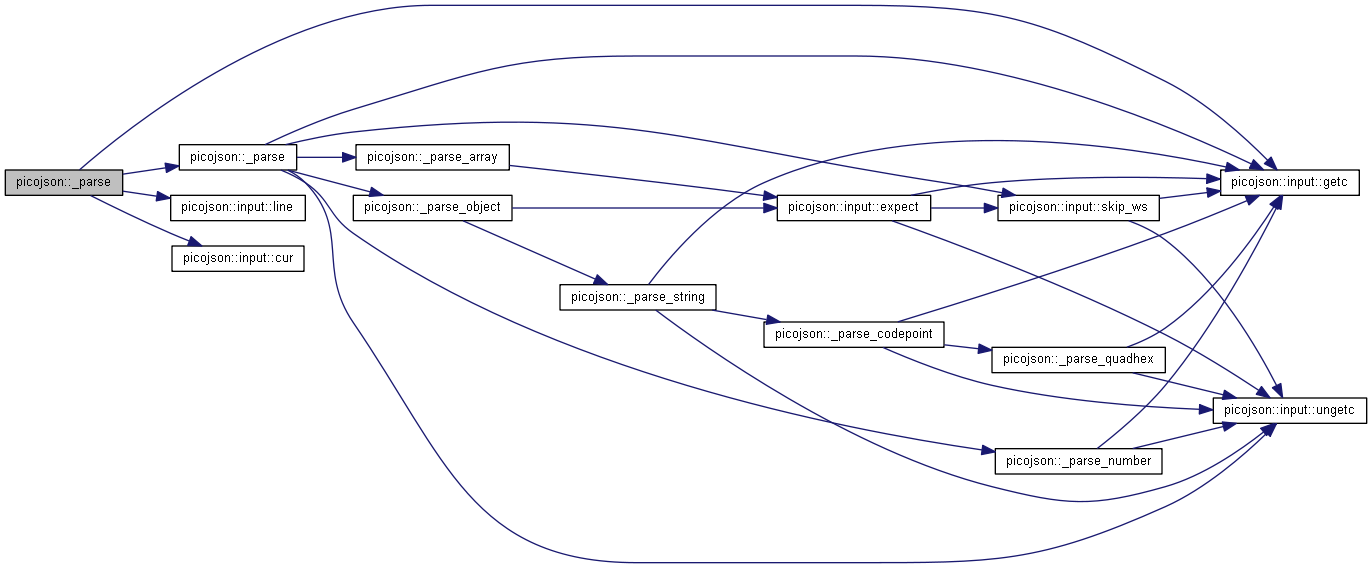 picojson::_parse
picojson::_parse
picojson::input::line
picojson::input::cur
picojson::_parse_array
picojson::_parse_object
picojson::_parse_string
picojson::input::expect
picojson::_parse_codepoint
picojson::input::skip_ws
picojson::_parse_quadhex
picojson::_parse_number
picojson::input::getc
picojson::input::ungetc